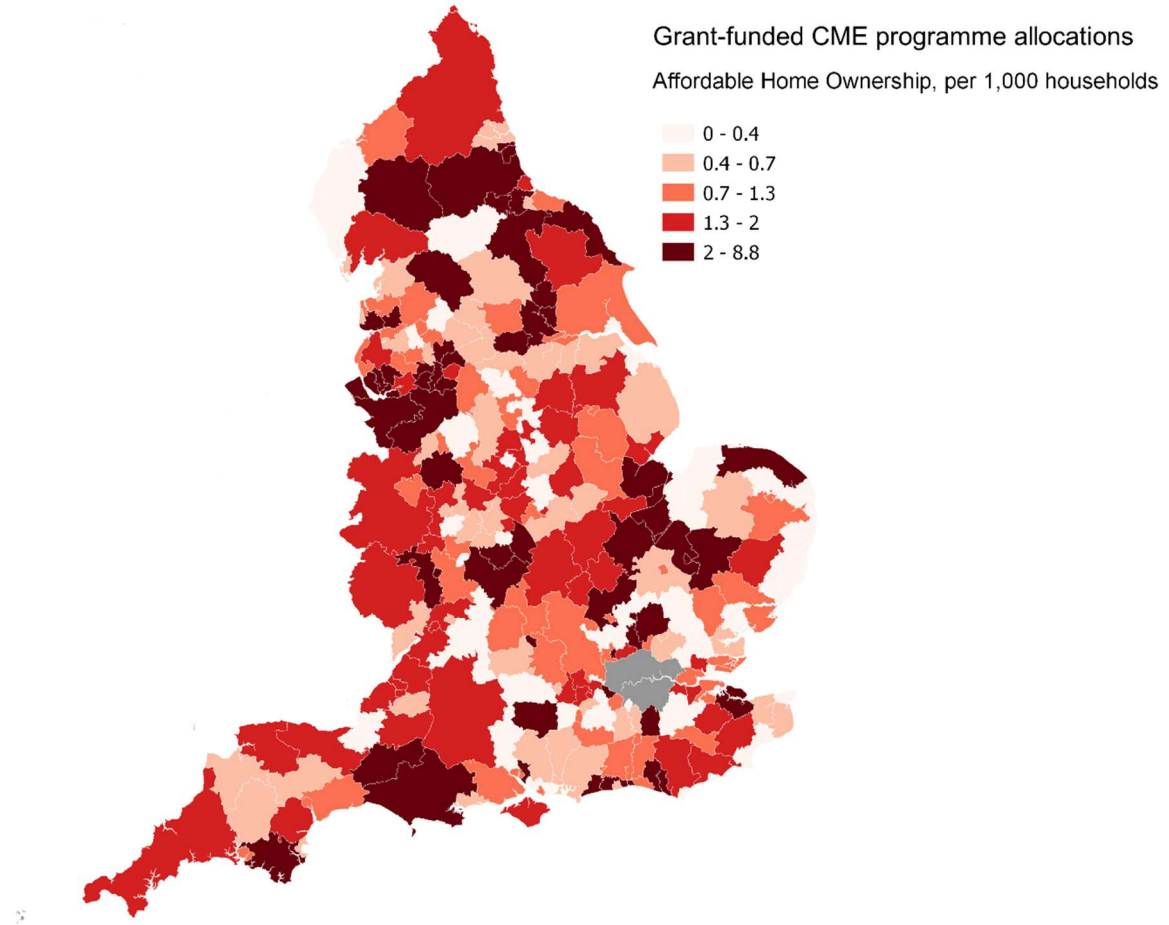 Grant-funded CME programme allocations
Affordable Home Ownership, per 1,000 households
0 - 0.4
0.4 - 0.7
0.7 - 1.3
1.3 - 2
2 - 8.8